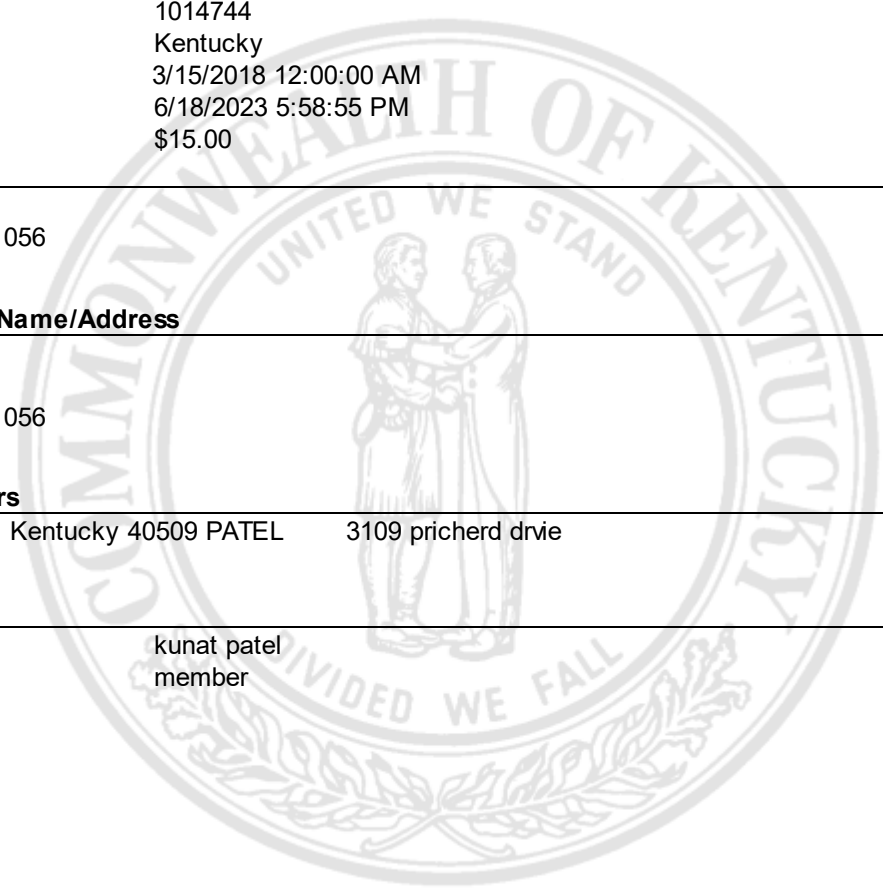 1014744
Kentucky
3/15/2018 12:00:00 AM
6/18/2023 5:58:55 PM
$15.00
056
Name/Address
056
rs
Kentucky 40509 PATEL 3109 pricherd drvie
kunat patel
member
COMMONWEALTH OF KENTUCKY
UNITED WE STAND
DIVIDED WE FALL